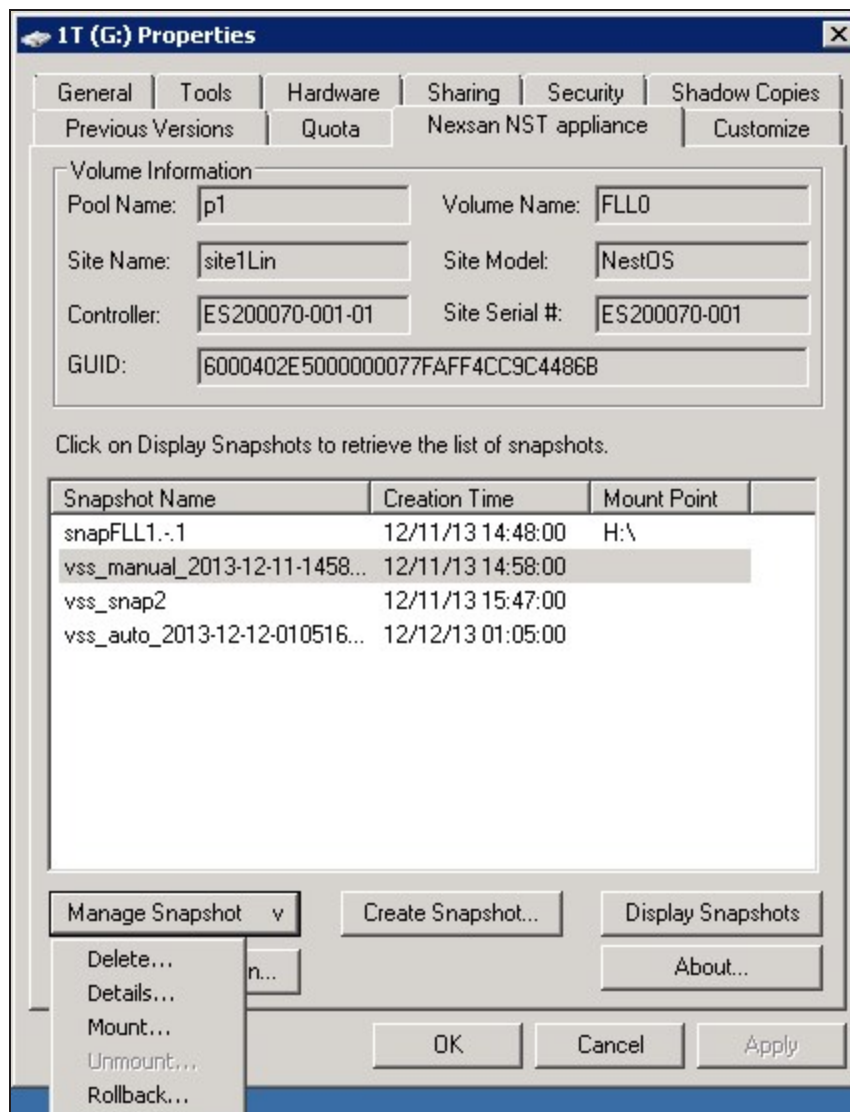 1T (G:) Properties
General Tools Hardware Sharing Security Shadow Copies
Previous Versions Quota Nexsan NST appliance Customize
Volume Information
Pool Name: p1 Volume Name: FLL0
Site Name: site1Lin Site Model: NestOS
Controller: ES200070-001-01 Site Serial #: ES200070-001
GUID: 6000402E5000000077FAFF4CC9C4486B
Click on Display Snapshots to retrieve the list of snapshots.
Snapshot Name Creation Time Mount Point
snapFLL1.-.1 12/11/13 14:48:00 H:\
vss_manual_2013-12-11-1458... 12/11/13 14:58:00
vss_snap2 12/11/13 15:47:00
vss_auto_2013-12-12-010516... 12/12/13 01:05:00
Manage Snapshot v Create Snapshot... Display Snapshots
Delete... n... About...
Details...
Mount... OK Cancel Apply
Unmount...
Rollback...